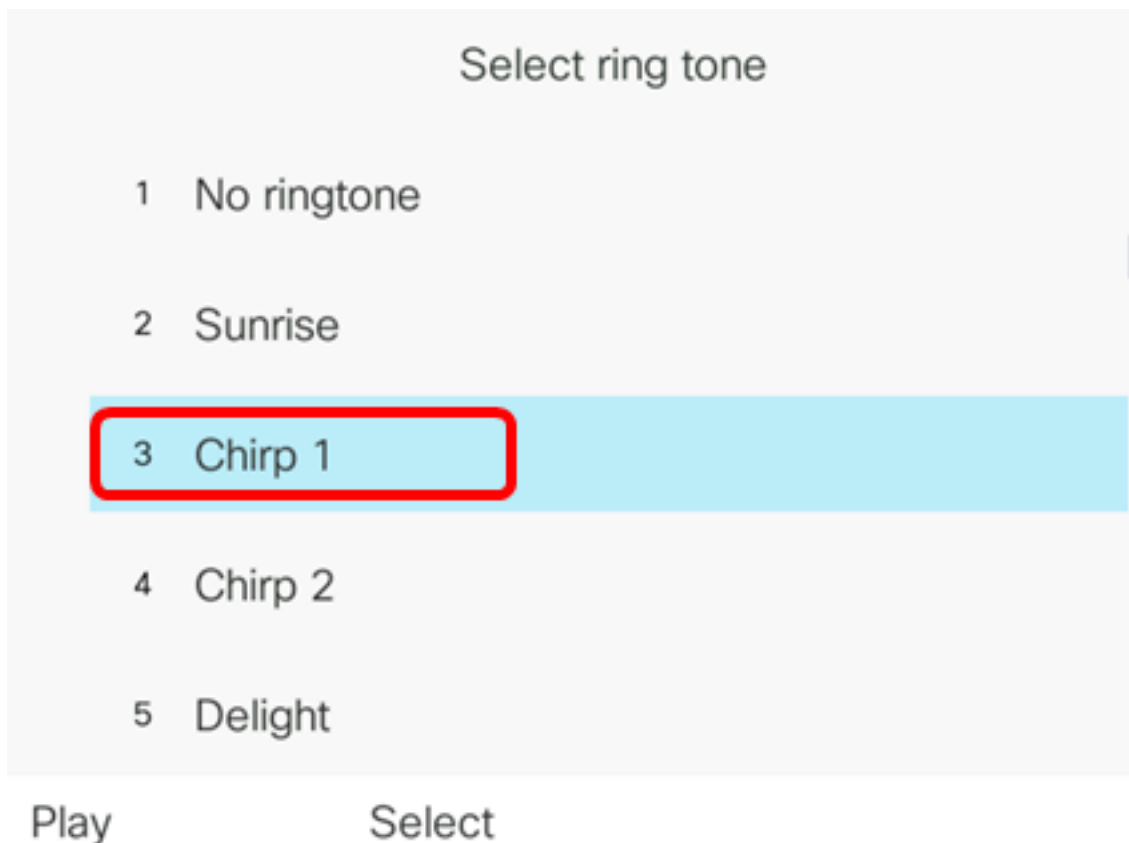 Select ring tone
1 No ringtone
2 Sunrise
3 Chirp 1
4 Chirp 2
5 Delight
Play Select